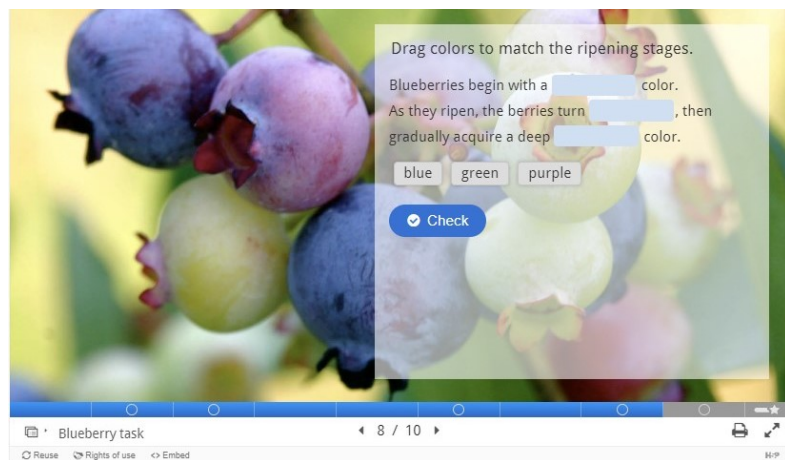 Drag colors to match the ripening stages.
Blueberries begin with a color.
As they ripen, the berries turn , then
gradually acquire a deep color.
blue green purple
Check
Blueberry task
8 / 10
Reuse Rights of use <> Embed
H-P